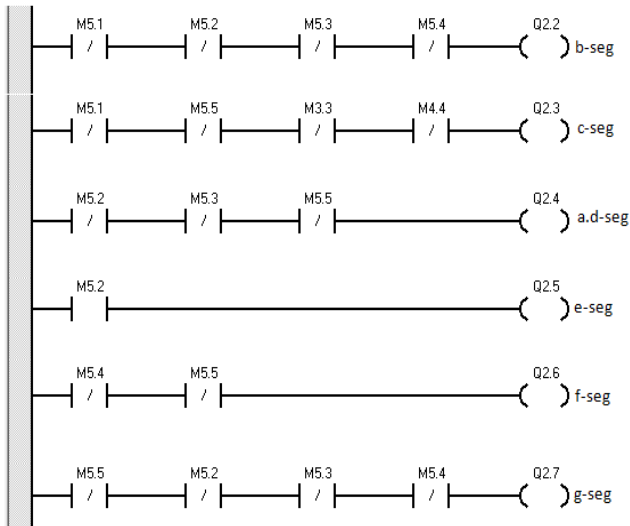 M5.1 M5.2 M5.3 M5.4 Q2.2
b-seg
M5.1 M5.5 M3.3 M4.4 Q2.3
c-seg
M5.2 M5.3 M5.5 Q2.4
a.d-seg
M5.2 Q2.5
e-seg
M5.4 M5.5 Q2.6
f-seg
M5.5 M5.2 M5.3 M5.4 Q2.7
g-seg